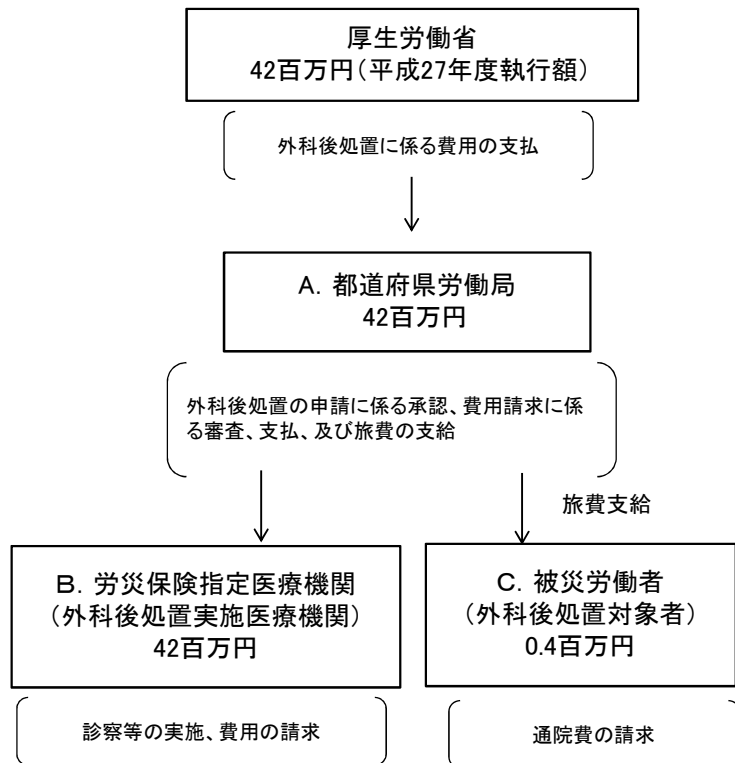 厚生労働省
42百万円(平成27年度執行額)
外科後処置に係る費用の支払
A. 都道府県労働局
42百万円
外科後処置の申請に係る承認、費用請求に係
る審査、支払、及び旅費の支給
旅費支給
B. 労災保険指定医療機関
(外科後処置実施医療機関)
42百万円
C. 被災労働者
(外科後処置対象者)
0.4百万円
診察等の実施、費用の請求
通院費の請求